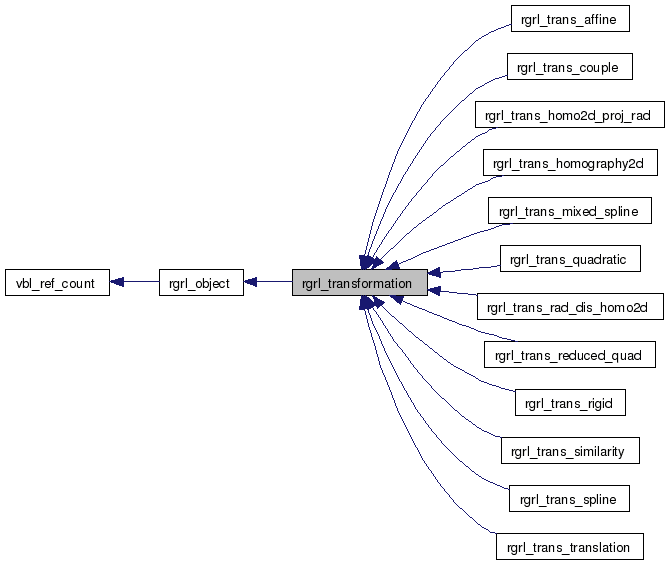 rgrl_trans_affine
rgrl_trans_couple
rgrl_trans_homo2d_proj_rad
rgrl_trans_homography2d
rgrl_trans_mixed_spline
rgrl_trans_quadratic
vbl_ref_count
rgrl_object
rgrl_transformation
rgrl_trans_rad_dis_homo2d
rgrl_trans_reduced_quad
rgrl_trans_rigid
rgrl_trans_similarity
rgrl_trans_spline
rgrl_trans_translation